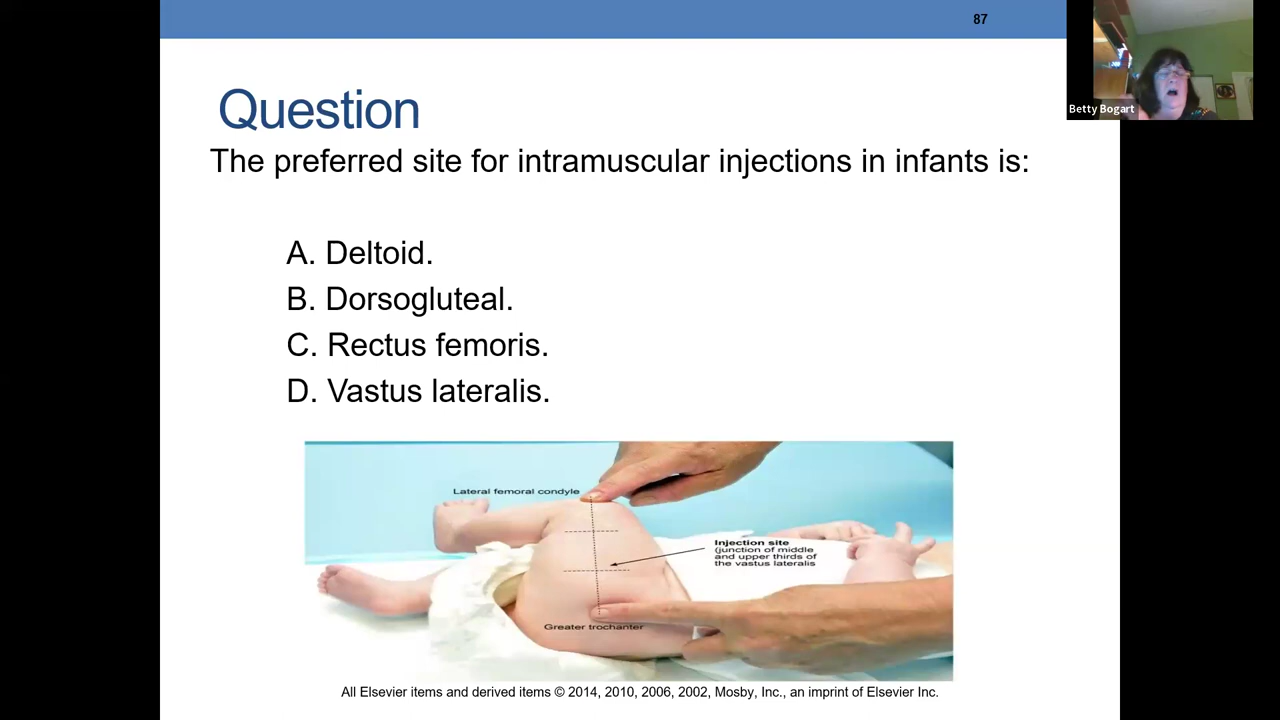 87
Betty Bogart
Question
The preferred site for intramuscular injections in infants is:
A. Deltoid.
B. Dorsogluteal.
C. Rectus femoris.
D. Vastus lateralis.
Lateral femoral condyle
Injection site
(junction of middle
and upper thirds of
the vastus lateralis
Greater trochanter
All Elsevier items and derived items © 2014, 2010, 2006, 2002, Mosby, Inc., an imprint of Elsevier Inc.